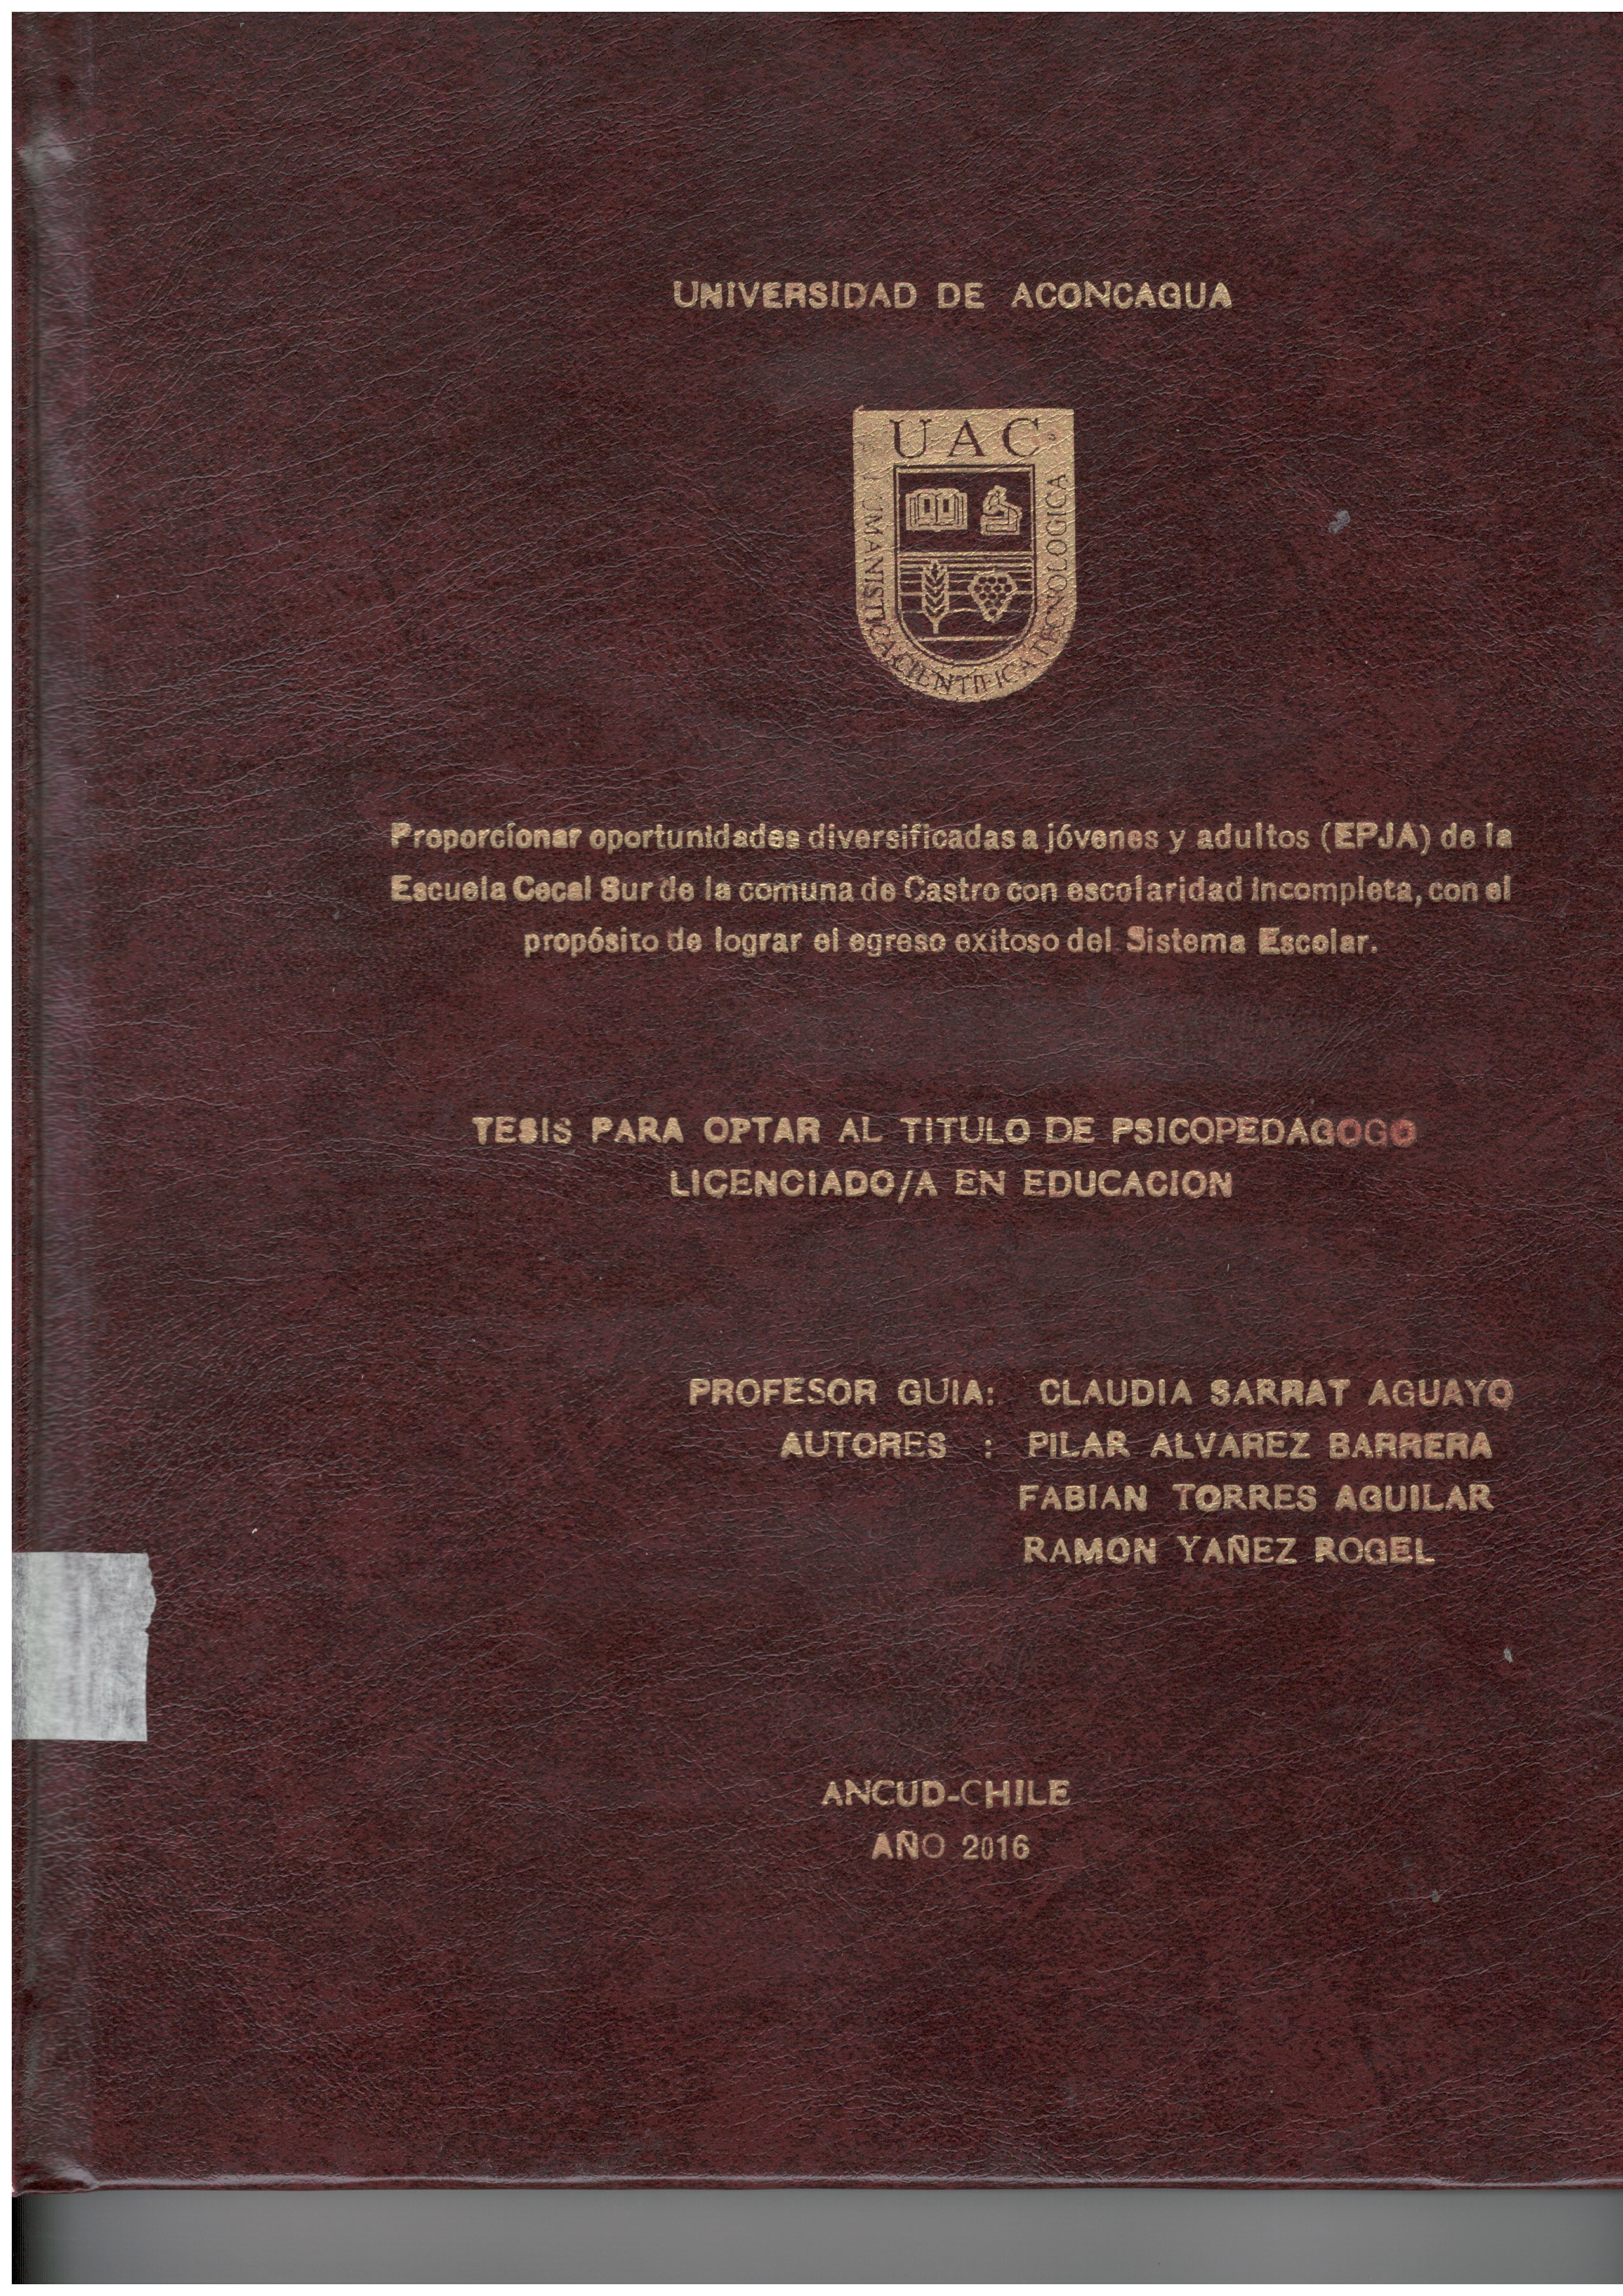 UNIVERSIDAD DE ACONCAGUA
UAC
HUMANISTICA CIENTIFICA TECNOLOGICA
Proporcionar oportunidades diversificadas a jóvenes y adultos (EPJA) de la
Escuela Cecal Sur de la comuna de Castro con escolaridad incompleta, con el
propósito de lograr el egreso exitoso del Sistema Escolar.
TESIS PARA OPTAR AL TITULO DE PSICOPEDAGOGO
LICENCIADO/A EN EDUCACION
PROFESOR GUIA: CLAUDIA SARRAT AGUAYO
AUTORES : PILAR ALVAREZ BARRERA
FABIAN TORRES AGUILAR
RAMON YAÑEZ ROGEL
ANCUD-CHILE
AÑO 2016